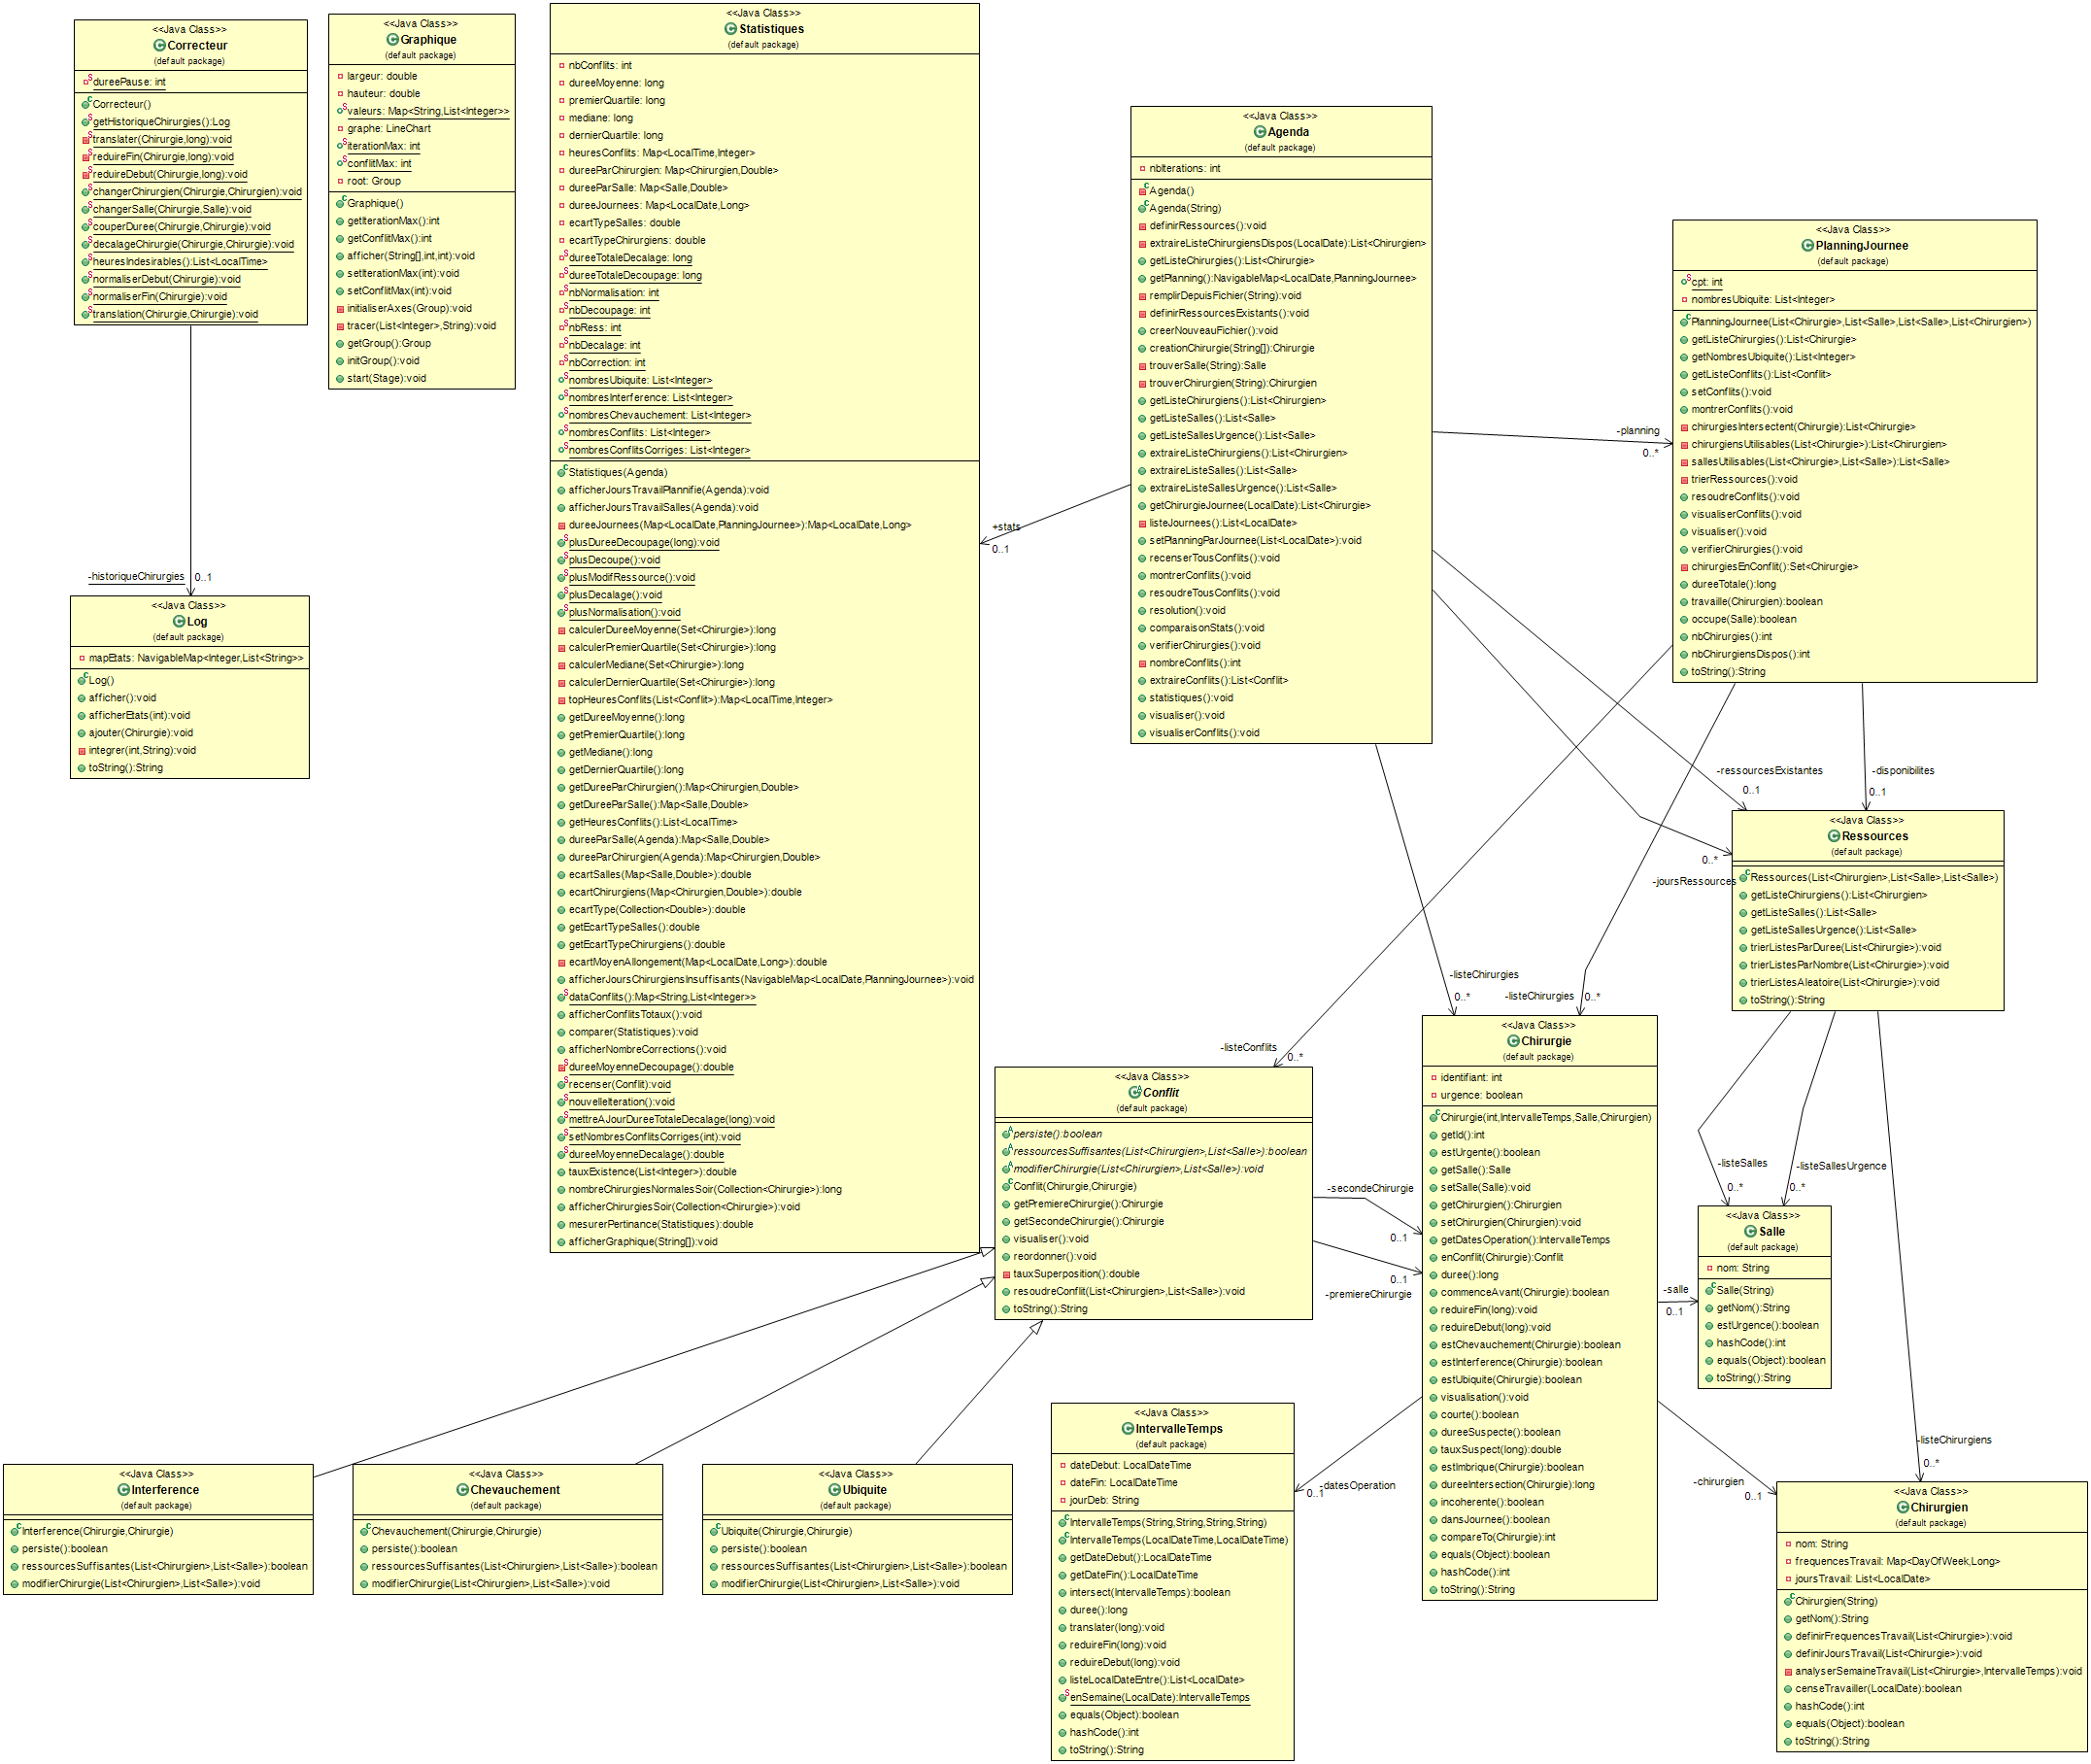 <<Java Class>>
Correcteur
(default package)
dureePause: int
Correcteur()
getHistoriqueChirurgies():Log
translater(Chirurgie,long):void
reduireFin(Chirurgie,long):void
reduireDebut(Chirurgie,long):void
changerChirurgien(Chirurgie,Chirurgien):void
changerSalle(Chirurgie,Salle):void
couperDuree(Chirurgie,Chirurgie):void
decalageChirurgie(Chirurgie,Chirurgie):void
heuresIndesirables():List<LocalTime>
normaliserDebut(Chirurgie):void
normaliserFin(Chirurgie):void
translation(Chirurgie,Chirurgie):void
-historiqueChirurgies
0..1
<<Java Class>>
Log
(default package)
mapEtats: NavigableMap<Integer,List<String>>
Log()
afficher():void
afficherEtats(int):void
ajouter(Chirurgie):void
integrer(int,String):void
toString():String
<<Java Class>>
Graphique
(default package)
largeur: double
hauteur: double
valeurs: Map<String,List<Integer>>
graphe: LineChart
iterationMax: int
conflitMax: int
root: Group
Graphique()
getIterationMax():int
getConflitMax():int
afficher(String[],int,int):void
setIterationMax(int):void
setConflitMax(int):void
initialiserAxes(Group):void
tracer(List<Integer>,String):void
getGroup():Group
initGroup():void
start(Stage):void
<<Java Class>>
Statistiques
(default package)
nbConflits: int
dureeMoyenne: long
premierQuartile: long
mediane: long
dernierQuartile: long
heuresConflits: Map<LocalTime,Integer>
dureeParChirurgien: Map<Chirurgien,Double>
dureeParSalle: Map<Salle,Double>
dureeJournees: Map<LocalDate,Long>
ecartTypeSalles: double
ecartTypeChirurgiens: double
dureeTotaleDecalage: long
dureeTotaleDecoupage: long
nbNormalisation: int
nbDecoupage: int
nbRess: int
nbDecalage: int
nbCorrection: int
nombresUbiquite: List<Integer>
nombresInterference: List<Integer>
nombresChevauchement: List<Integer>
nombresConflits: List<Integer>
nombresConflitsCorriges: List<Integer>
Statistiques(Agenda)
afficherJoursTravailPlannifie(Agenda):void
afficherJoursTravailSalles(Agenda):void
dureeJournees(Map<LocalDate,PlanningJournee>):Map<LocalDate,Long>
plusDureeDecoupage(long):void
plusDecoupe():void
plusModifRessource():void
plusDecalage():void
plusNormalisation():void
calculerDureeMoyenne(Set<Chirurgie>):long
calculerPremierQuartile(Set<Chirurgie>):long
calculerMediane(Set<Chirurgie>):long
calculerDernierQuartile(Set<Chirurgie>):long
topHeuresConflits(List<Conflit>):Map<LocalTime,Integer>
getDureeMoyenne():long
getPremierQuartile():long
getMediane():long
getDernierQuartile():long
getDureeParChirurgien():Map<Chirurgien,Double>
getDureeParSalle():Map<Salle,Double>
getHeuresConflits():List<LocalTime>
dureeParSalle(Agenda):Map<Salle,Double>
dureeParChirurgien(Agenda):Map<Chirurgien,Double>
ecartSalles(Map<Salle,Double>):double
ecartChirurgiens(Map<Chirurgien,Double>):double
ecartType(Collection<Double>):double
getEcartTypeSalles():double
getEcartTypeChirurgiens():double
ecartMoyenAllongement(Map<LocalDate,Long>):double
afficherJoursChirurgiensInsuffisants(NavigableMap<LocalDate,PlanningJournee>):void
dataConflits():Map<String,List<Integer>>
afficherConflitsTotaux():void
comparer(Statistiques):void
afficherNombreCorrections():void
dureeMoyenneDecoupage():double
recenser(Conflit):void
nouvelleIteration():void
mettreAJourDureeTotaleDecalage(long):void
setNombresConflitsCorriges(int):void
dureeMoyenneDecalage():double
tauxExistence(List<Integer>):double
nombreChirurgiesNormalesSoir(Collection<Chirurgie>):long
afficherChirurgiesSoir(Collection<Chirurgie>):void
mesurerPertinance(Statistiques):double
afficherGraphique(String[]):void
<<Java Class>>
Agenda
(default package)
nbIterations: int
Agenda()
Agenda(String)
definirRessources():void
extraireListeChirurgiensDispos(LocalDate):List<Chirurgien>
getListeChirurgies():List<Chirurgie>
getPlanning():NavigableMap<LocalDate,PlanningJournee>
remplirDepuisFichier(String):void
definirRessourcesExistants():void
creerNouveauFichier():void
creationChirurgie(String[]):Chirurgie
trouverSalle(String):Salle
trouverChirurgien(String):Chirurgien
getListeChirurgiens():List<Chirurgien>
getListeSalles():List<Salle>
getListeSallesUrgence():List<Salle>
extraireListeChirurgiens():List<Chirurgien>
extraireListeSalles():List<Salle>
extraireListeSallesUrgence():List<Salle>
getChirurgieJournee(LocalDate):List<Chirurgie>
listeJournees():List<LocalDate>
setPlanningParJournee(List<LocalDate>):void
recenserTousConflits():void
montrerConflits():void
resoudreTousConflits():void
resolution():void
comparaisonStats():void
verifierChirurgies():void
nombreConflits():int
extraireConflits():List<Conflit>
statistiques():void
visualiser():void
visualiserConflits():void
+stats
0..1
-planning
0..*
<<Java Class>>
PlanningJournee
(default package)
cpt: int
nombresUbiquite: List<Integer>
PlanningJournee(List<Chirurgie>,List<Salle>,List<Salle>,List<Chirurgien>)
getListeChirurgies():List<Chirurgie>
getNombresUbiquite():List<Integer>
getListeConflits():List<Conflit>
setConflits():void
montrerConflits():void
chirurgiesIntersectent(Chirurgie):List<Chirurgie>
chirurgiensUtilisables(List<Chirurgie>):List<Chirurgien>
sallesUtilisables(List<Chirurgie>,List<Salle>):List<Salle>
trierRessources():void
resoudreConflits():void
visualiserConflits():void
visualiser():void
verifierChirurgies():void
chirurgiesEnConflit():Set<Chirurgie>
dureeTotale():long
travaille(Chirurgien):boolean
occupe(Salle):boolean
nbChirurgies():int
nbChirurgiensDispos():int
toString():String
-ressourcesExistantes
0..1
-disponibilites
0..1
0..*
-joursRessources
<<Java Class>>
Ressources
(default package)
Ressources(List<Chirurgien>,List<Salle>,List<Salle>)
getListeChirurgiens():List<Chirurgien>
getListeSalles():List<Salle>
getListeSallesUrgence():List<Salle>
trierListesParDuree(List<Chirurgie>):void
trierListesParNombre(List<Chirurgie>):void
trierListesAleatoire(List<Chirurgie>):void
toString():String
-listeChirurgies
0..*
-listeChirurgies
0..*
-listeConflits
0..*
<<Java Class>>
Conflit
(default package)
persiste():boolean
ressourcesSuffisantes(List<Chirurgien>,List<Salle>):boolean
modifierChirurgie(List<Chirurgien>,List<Salle>):void
Conflit(Chirurgie,Chirurgie)
getPremiereChirurgie():Chirurgie
getSecondeChirurgie():Chirurgie
visualiser():void
reordonner():void
tauxSuperposition():double
resoudreConflit(List<Chirurgien>,List<Salle>):void
toString():String
-secondeChirurgie
0..1
0..1
-premiereChirurgie
<<Java Class>>
Chirurgie
(default package)
identifiant: int
urgence: boolean
Chirurgie(int,IntervalleTemps,Salle,Chirurgien)
getId():int
estUrgente():boolean
getSalle():Salle
setSalle(Salle):void
getChirurgien():Chirurgien
setChirurgien(Chirurgien):void
getDatesOperation():IntervalleTemps
enConflit(Chirurgie):Conflit
duree():long
commenceAvant(Chirurgie):boolean
reduireFin(long):void
reduireDebut(long):void
estChevauchement(Chirurgie):boolean
estInterference(Chirurgie):boolean
estUbiquite(Chirurgie):boolean
visualisation():void
courte():boolean
dureeSuspecte():boolean
tauxSuspect(long):double
estImbrique(Chirurgie):boolean
dureeIntersection(Chirurgie):long
incoherente():boolean
dansJournee():boolean
compareTo(Chirurgie):int
equals(Object):boolean
hashCode():int
toString():String
-listeSalles
0..*
-listeSallesUrgence
0..*
<<Java Class>>
Salle
(default package)
nom: String
Salle(String)
getNom():String
estUrgence():boolean
hashCode():int
equals(Object):boolean
toString():String
-salle
0..1
-listeChirurgiens
0..*
-chirurgien
0..1
-datesOperation
0..1
<<Java Class>>
Interference
(default package)
Interference(Chirurgie,Chirurgie)
persiste():boolean
ressourcesSuffisantes(List<Chirurgien>,List<Salle>):boolean
modifierChirurgie(List<Chirurgien>,List<Salle>):void
<<Java Class>>
Chevauchement
(default package)
Chevauchement(Chirurgie,Chirurgie)
persiste():boolean
ressourcesSuffisantes(List<Chirurgien>,List<Salle>):boolean
modifierChirurgie(List<Chirurgien>,List<Salle>):void
<<Java Class>>
Ubiquite
(default package)
Ubiquite(Chirurgie,Chirurgie)
persiste():boolean
ressourcesSuffisantes(List<Chirurgien>,List<Salle>):boolean
modifierChirurgie(List<Chirurgien>,List<Salle>):void
<<Java Class>>
IntervalleTemps
(default package)
dateDebut: LocalDateTime
dateFin: LocalDateTime
jourDeb: String
IntervalleTemps(String,String,String,String)
IntervalleTemps(LocalDateTime,LocalDateTime)
getDateDebut():LocalDateTime
getDateFin():LocalDateTime
intersect(IntervalleTemps):boolean
duree():long
translater(long):void
reduireFin(long):void
reduireDebut(long):void
listeLocalDateEntre():List<LocalDate>
enSemaine(LocalDate):IntervalleTemps
equals(Object):boolean
hashCode():int
toString():String
<<Java Class>>
Chirurgien
(default package)
nom: String
frequencesTravail: Map<DayOfWeek,Long>
joursTravail: List<LocalDate>
Chirurgien(String)
getNom():String
definirFrequencesTravail(List<Chirurgie>):void
definirJoursTravail(List<Chirurgie>):void
analyserSemaineTravail(List<Chirurgie>,IntervalleTemps):void
censeTravailler(LocalDate):boolean
hashCode():int
equals(Object):boolean
toString():String